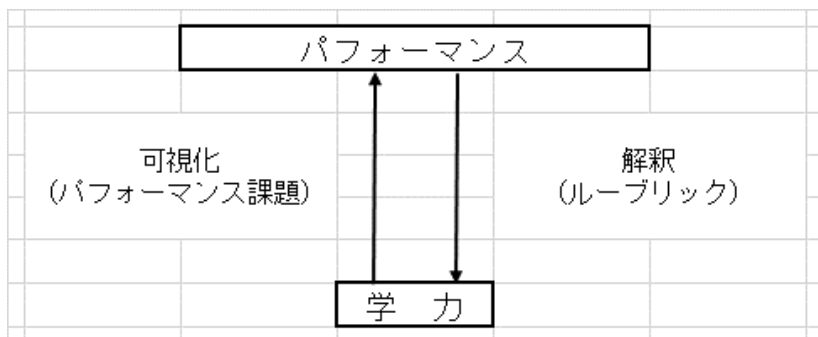 パフォーマンス
可視化
(パフォーマンス課題)
解釈
(ルーブリック)
学　力